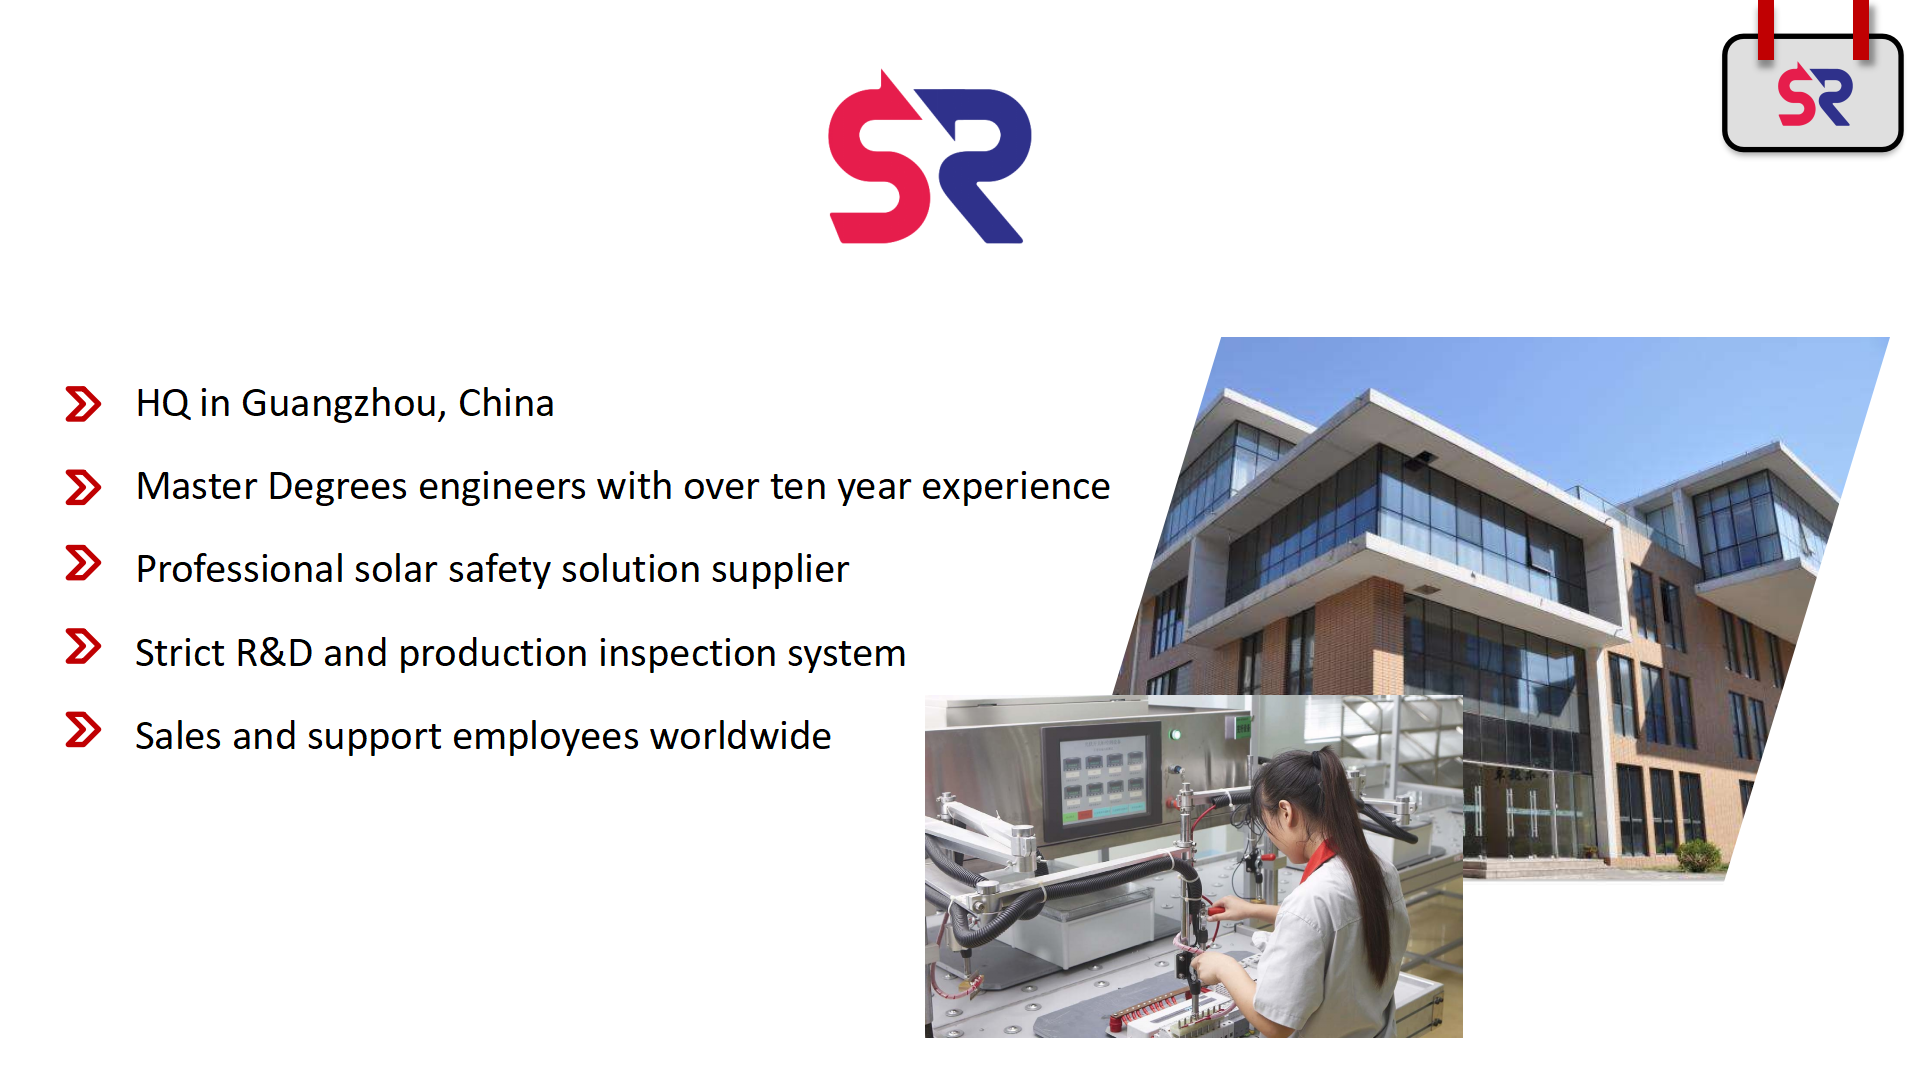 SR
SR
HQ in Guangzhou, China
Master Degrees engineers with over ten year experience
Professional solar safety solution supplier
Strict R&D and production inspection system
Sales and support employees worldwide